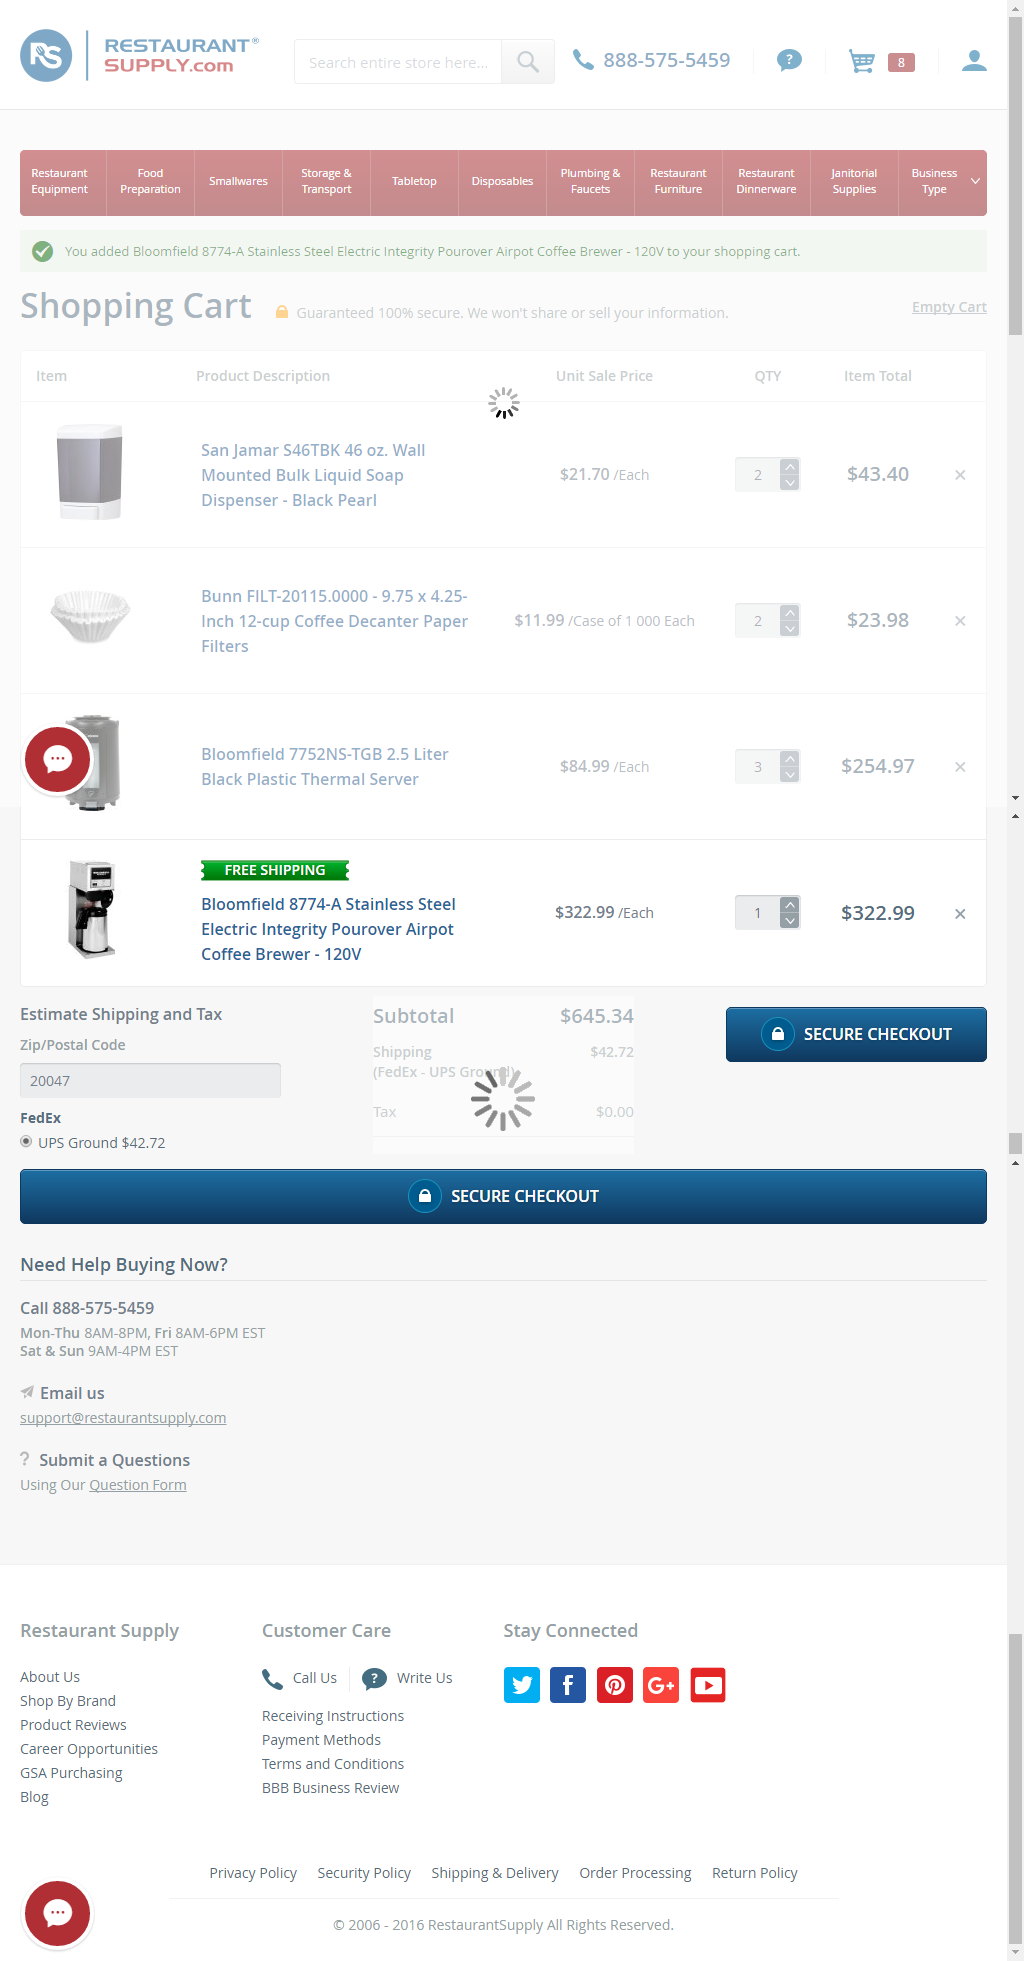 RS
RESTAURANT®
SUPPLY.com
Search entire store here...
888-575-5459
?
8
Restaurant
Equipment
Food
Preparation
Smallwares
Storage &
Transport
Tabletop
Disposables
Plumbing &
Faucets
Restaurant
Furniture
Restaurant
Dinnerware
Janitorial
Supplies
Business
Type
You added Bloomfield 8774-A Stainless Steel Electric Integrity Pourover Airpot Coffee Brewer - 120V to your shopping cart.
Shopping Cart
Guaranteed 100% secure. We won't share or sell your information.
Empty Cart
Item Product Description Unit Sale Price QTY Item Total
San Jamar S46TBK 46 oz. Wall
Mounted Bulk Liquid Soap
Dispenser - Black Pearl
$21.70 /Each
2
$43.40
×
Bunn FILT-20115.0000 - 9.75 x 4.25-
Inch 12-cup Coffee Decanter Paper
Filters
$11.99 /Case of 1 000 Each
2
$23.98
×
Bloomfield 7752NS-TGB 2.5 Liter
Black Plastic Thermal Server
$84.99 /Each
3
$254.97
×
FREE SHIPPING
Bloomfield 8774-A Stainless Steel
Electric Integrity Pourover Airpot
Coffee Brewer - 120V
$322.99 /Each
1
$322.99
×
Estimate Shipping and Tax
Zip/Postal Code
20047
FedEx
UPS Ground $42.72
Subtotal $645.34
Shipping $42.72
(FedEx - UPS Ground)
Tax $0.00
SECURE CHECKOUT
SECURE CHECKOUT
Need Help Buying Now?
Call 888-575-5459
Mon-Thu 8AM-8PM, Fri 8AM-6PM EST
Sat & Sun 9AM-4PM EST
Email us
support@restaurantsupply.com
? Submit a Questions
Using Our Question Form
Restaurant Supply
About Us
Shop By Brand
Product Reviews
Career Opportunities
GSA Purchasing
Blog
Customer Care
Call Us
? Write Us
Receiving Instructions
Payment Methods
Terms and Conditions
BBB Business Review
Stay Connected
f
G+
Privacy Policy Security Policy Shipping & Delivery Order Processing Return Policy
© 2006 - 2016 RestaurantSupply All Rights Reserved.